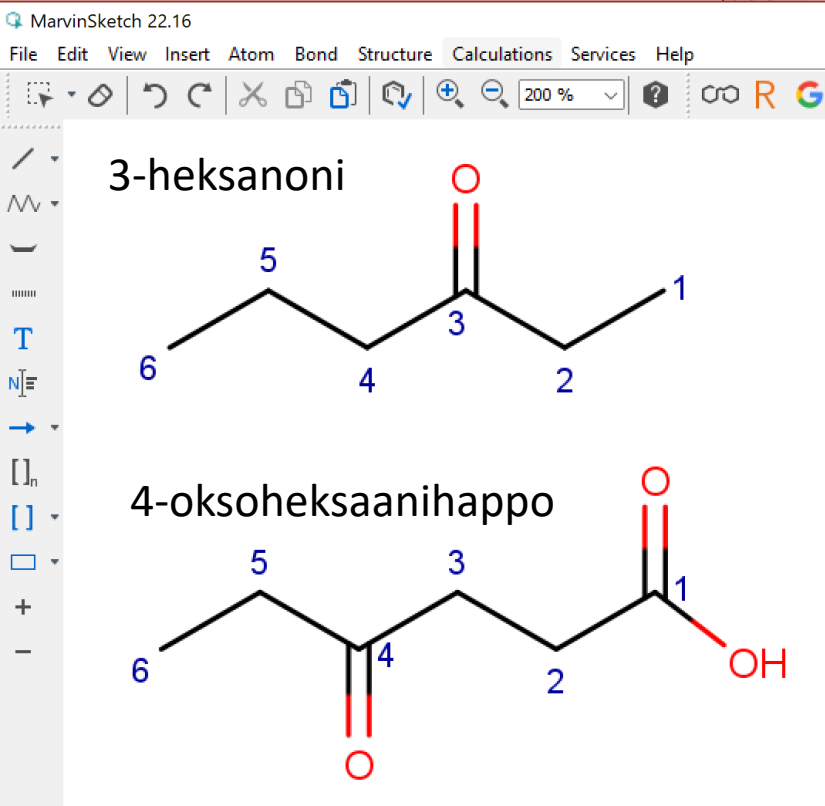 MarvinSketch 22.16
File Edit View Insert Atom Bond Structure Calculations Services Help
200 % ? R G
3-heksanoni
O
5
1
3
6
4
2
T
N
[ ]n
[ ]
4-oksoheksaanihappo
O
5
3
1
4
6
2
OH
O